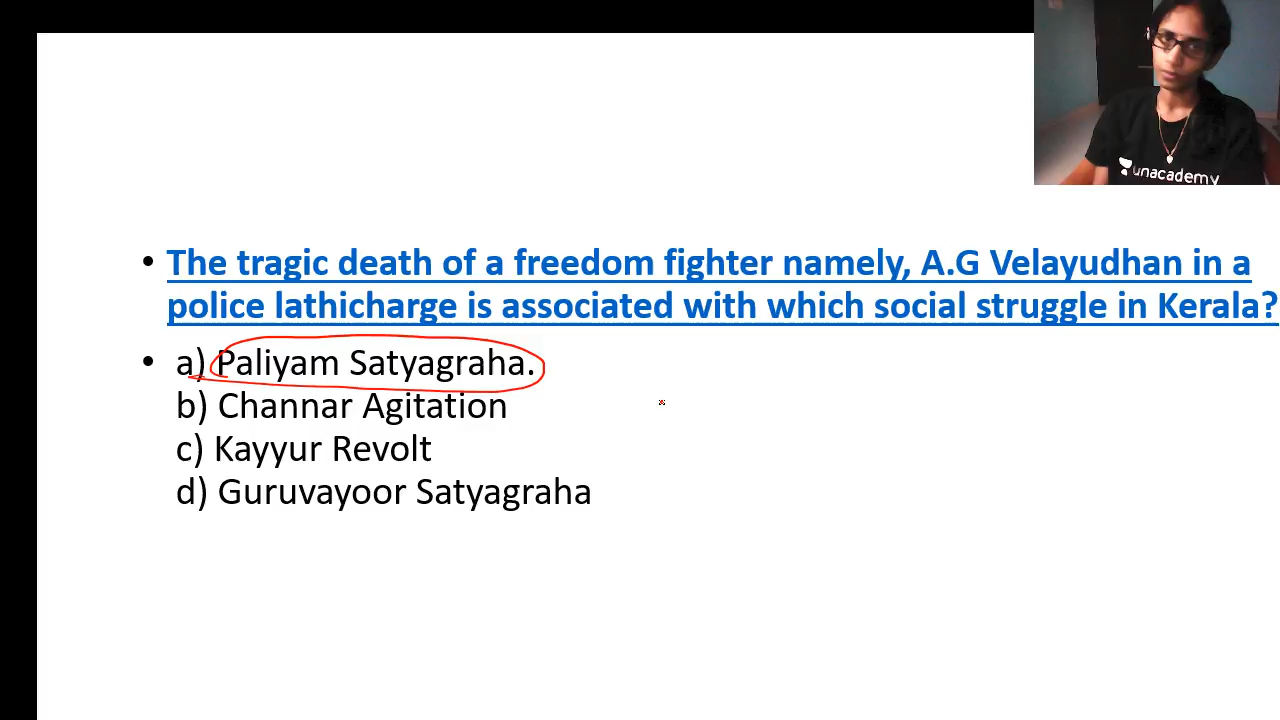 unacademy
• The tragic death of a freedom fighter namely, A.G Velayudhan in a
police lathicharge is associated with which social struggle in Kerala?
• a) Paliyam Satyagraha.
b) Channar Agitation
c) Kayyur Revolt
d) Guruvayoor Satyagraha